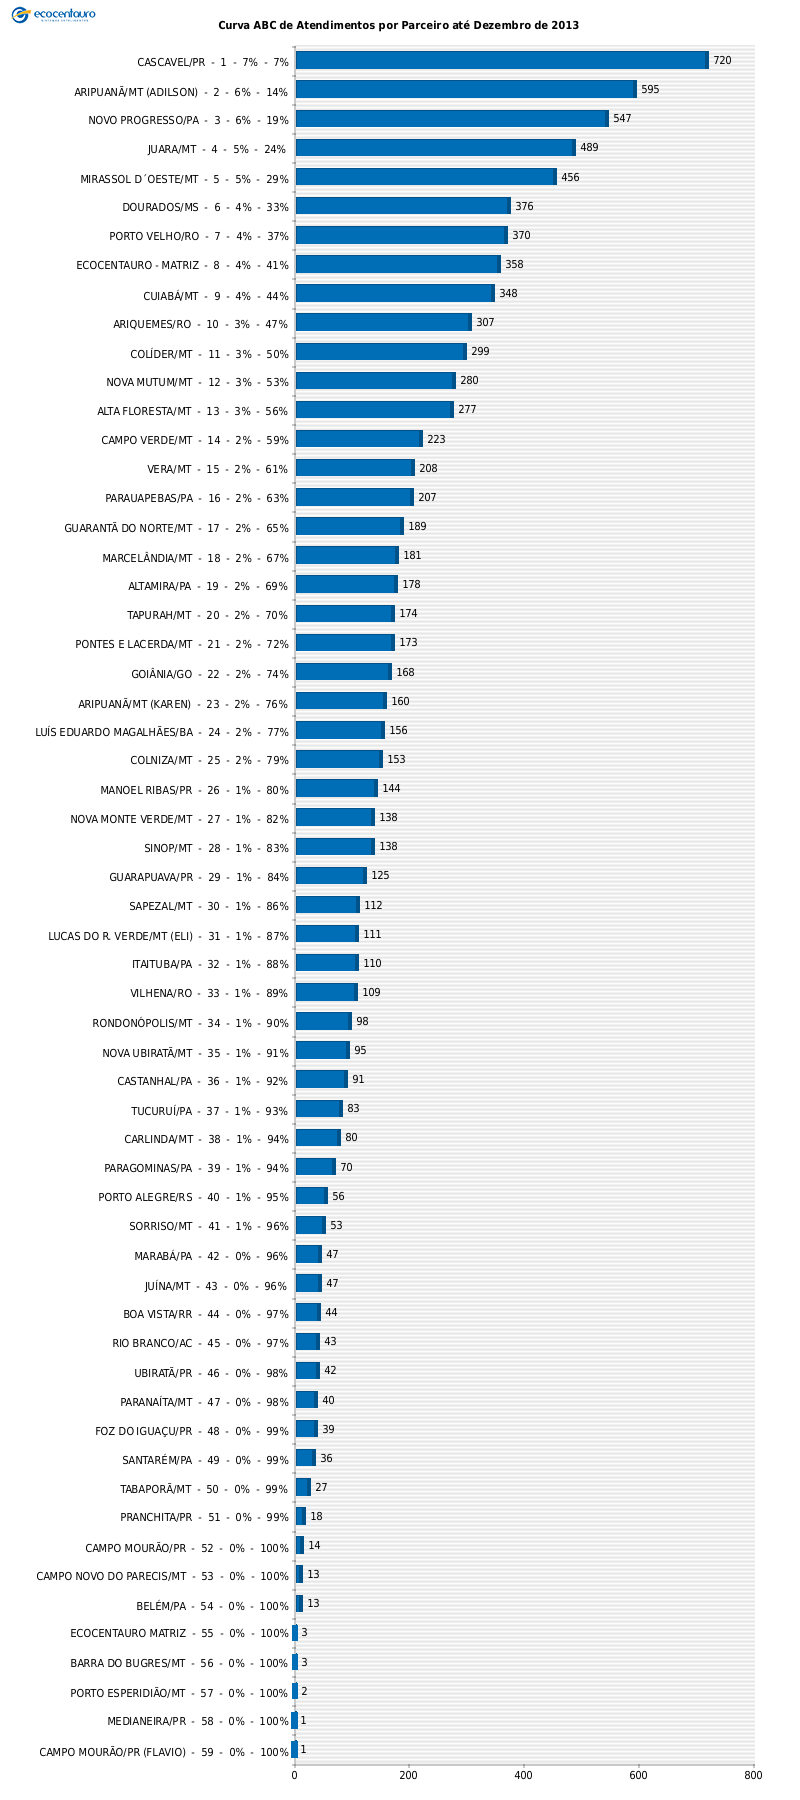 ecocentauro
Curva ABC de Atendimentos por Parceiro até Dezembro de 2013
CASCAVEL/PR - 1 - 7% - 7% 720
ARIPUANÃ/MT (ADILSON) - 2 - 6% - 14% 595
NOVO PROGRESSO/PA - 3 - 6% - 19% 547
JUARA/MT - 4 - 5% - 24% 489
MIRASSOL D´OESTE/MT - 5 - 5% - 29% 456
DOURADOS/MS - 6 - 4% - 33% 376
PORTO VELHO/RO - 7 - 4% - 37% 370
ECOCENTAURO - MATRIZ - 8 - 4% - 41% 358
CUIABÁ/MT - 9 - 4% - 44% 348
ARIQUEMES/RO - 10 - 3% - 47% 307
COLÍDER/MT - 11 - 3% - 50% 299
NOVA MUTUM/MT - 12 - 3% - 53% 280
ALTA FLORESTA/MT - 13 - 3% - 56% 277
CAMPO VERDE/MT - 14 - 2% - 59% 223
VERA/MT - 15 - 2% - 61% 208
PARAUAPEBAS/PA - 16 - 2% - 63% 207
GUARANTÃ DO NORTE/MT - 17 - 2% - 65% 189
MARCELÂNDIA/MT - 18 - 2% - 67% 181
ALTAMIRA/PA - 19 - 2% - 69% 178
TAPURAH/MT - 20 - 2% - 70% 174
PONTES E LACERDA/MT - 21 - 2% - 72% 173
GOIÂNIA/GO - 22 - 2% - 74% 168
ARIPUANÃ/MT (KAREN) - 23 - 2% - 76% 160
LUÍS EDUARDO MAGALHÃES/BA - 24 - 2% - 77% 156
COLNIZA/MT - 25 - 2% - 79% 153
MANOEL RIBAS/PR - 26 - 1% - 80% 144
NOVA MONTE VERDE/MT - 27 - 1% - 82% 138
SINOP/MT - 28 - 1% - 83% 138
GUARAPUAVA/PR - 29 - 1% - 84% 125
SAPEZAL/MT - 30 - 1% - 86% 112
LUCAS DO R. VERDE/MT (ELI) - 31 - 1% - 87% 111
ITAITUBA/PA - 32 - 1% - 88% 110
VILHENA/RO - 33 - 1% - 89% 109
RONDONÓPOLIS/MT - 34 - 1% - 90% 98
NOVA UBIRATÃ/MT - 35 - 1% - 91% 95
CASTANHAL/PA - 36 - 1% - 92% 91
TUCURUÍ/PA - 37 - 1% - 93% 83
CARLINDA/MT - 38 - 1% - 94% 80
PARAGOMINAS/PA - 39 - 1% - 94% 70
PORTO ALEGRE/RS - 40 - 1% - 95% 56
SORRISO/MT - 41 - 1% - 96% 53
MARABÁ/PA - 42 - 0% - 96% 47
JUÍNA/MT - 43 - 0% - 96% 47
BOA VISTA/RR - 44 - 0% - 97% 44
RIO BRANCO/AC - 45 - 0% - 97% 43
UBIRATÃ/PR - 46 - 0% - 98% 42
PARANAÍTA/MT - 47 - 0% - 98% 40
FOZ DO IGUAÇU/PR - 48 - 0% - 99% 39
SANTARÉM/PA - 49 - 0% - 99% 36
TABAPORÃ/MT - 50 - 0% - 99% 27
PRANCHITA/PR - 51 - 0% - 99% 18
CAMPO MOURÃO/PR - 52 - 0% - 100% 14
CAMPO NOVO DO PARECIS/MT - 53 - 0% - 100% 13
BELÉM/PA - 54 - 0% - 100% 13
ECOCENTAURO MATRIZ - 55 - 0% - 100% 3
BARRA DO BUGRES/MT - 56 - 0% - 100% 3
PORTO ESPERIDIÃO/MT - 57 - 0% - 100% 2
MEDIANEIRA/PR - 58 - 0% - 100% 1
CAMPO MOURÃO/PR (FLAVIO) - 59 - 0% - 100% 1
0 200 400 600 800